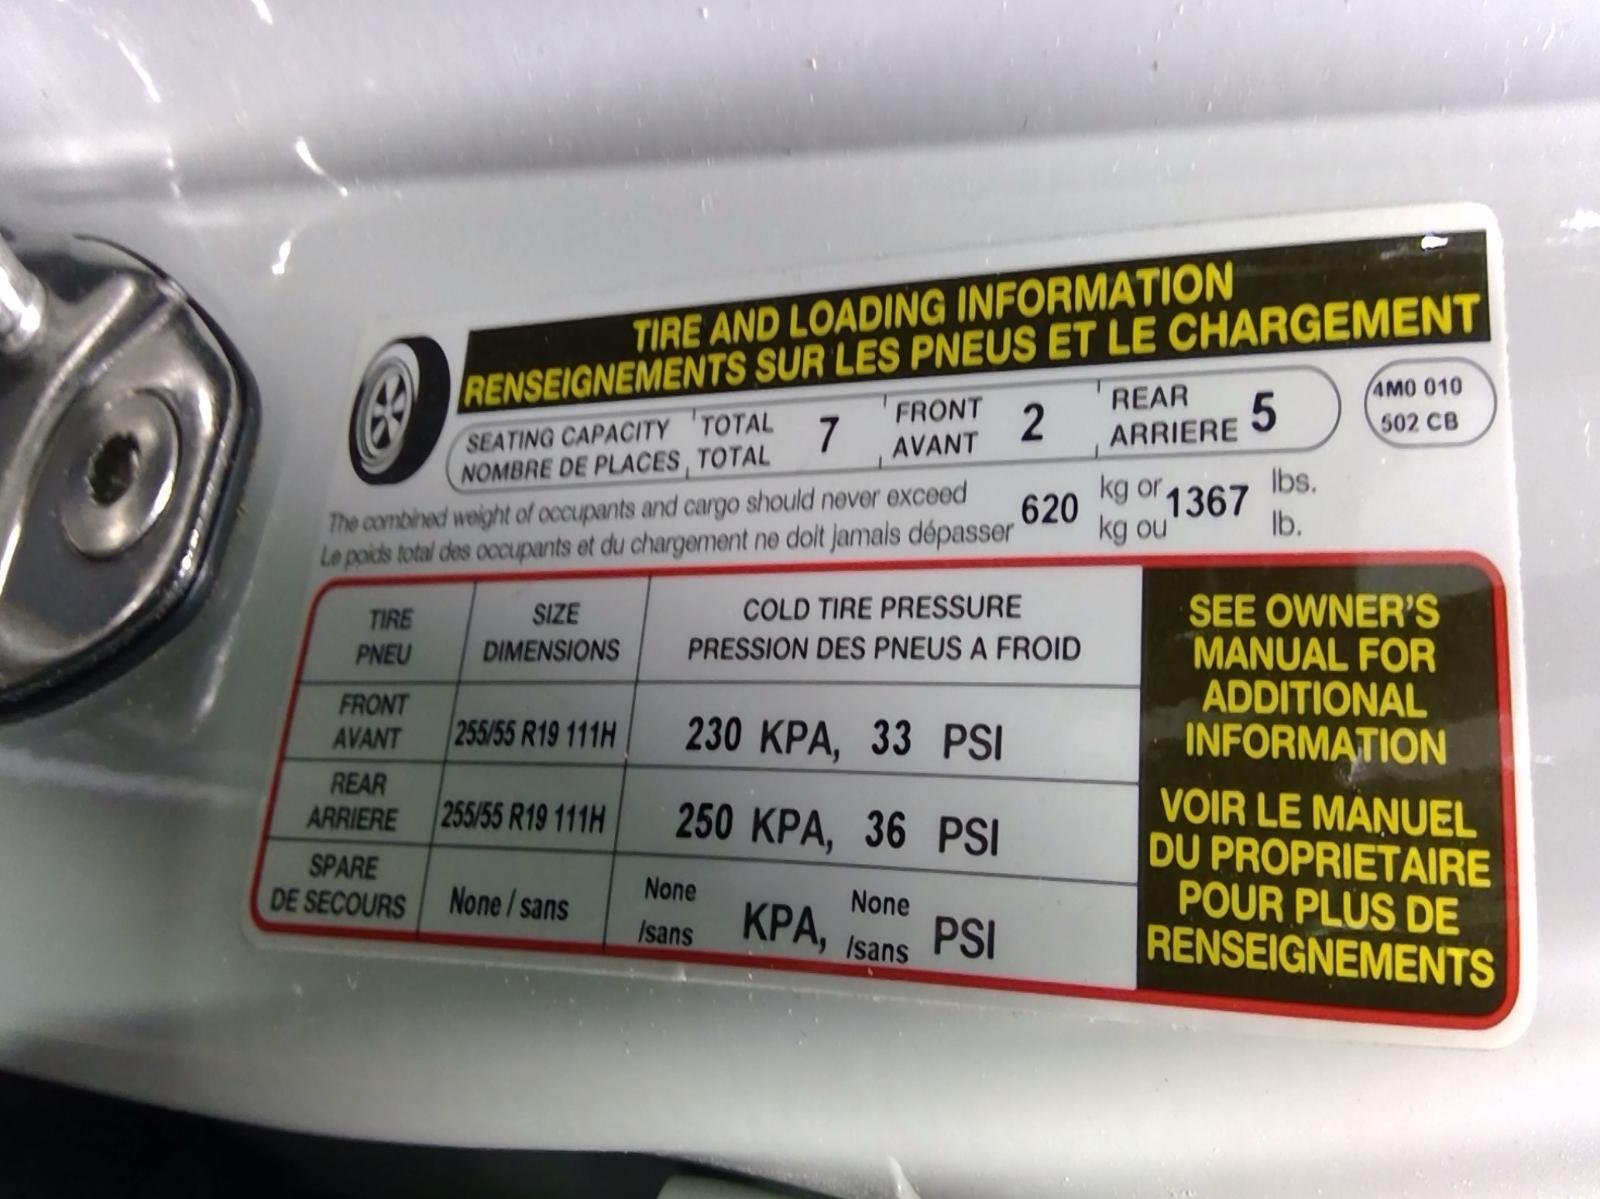 TIRE AND LOADING INFORMATION
RENSEIGNEMENTS SUR LES PNEUS ET LE CHARGEMENT
SEATING CAPACITY TOTAL 7 FRONT 2 REAR 5
NOMBRE DE PLACES TOTAL AVANT ARRIERE
4M0 010
502 CB
The combined weight of occupants and cargo should never exceed 620 kg or 1367 lbs.
Le poids total des occupants et du chargement ne doit jamais dépasser kg ou lb.
TIRE SIZE COLD TIRE PRESSURE
PNEU DIMENSIONS PRESSION DES PNEUS A FROID
FRONT
AVANT 255/55 R19 111H 230 KPA, 33 PSI
REAR
ARRIERE 255/55 R19 111H 250 KPA, 36 PSI
SPARE
DE SECOURS None / sans None /sans KPA, None /sans PSI
SEE OWNER'S
MANUAL FOR
ADDITIONAL
INFORMATION
VOIR LE MANUEL
DU PROPRIETAIRE
POUR PLUS DE
RENSEIGNEMENTS